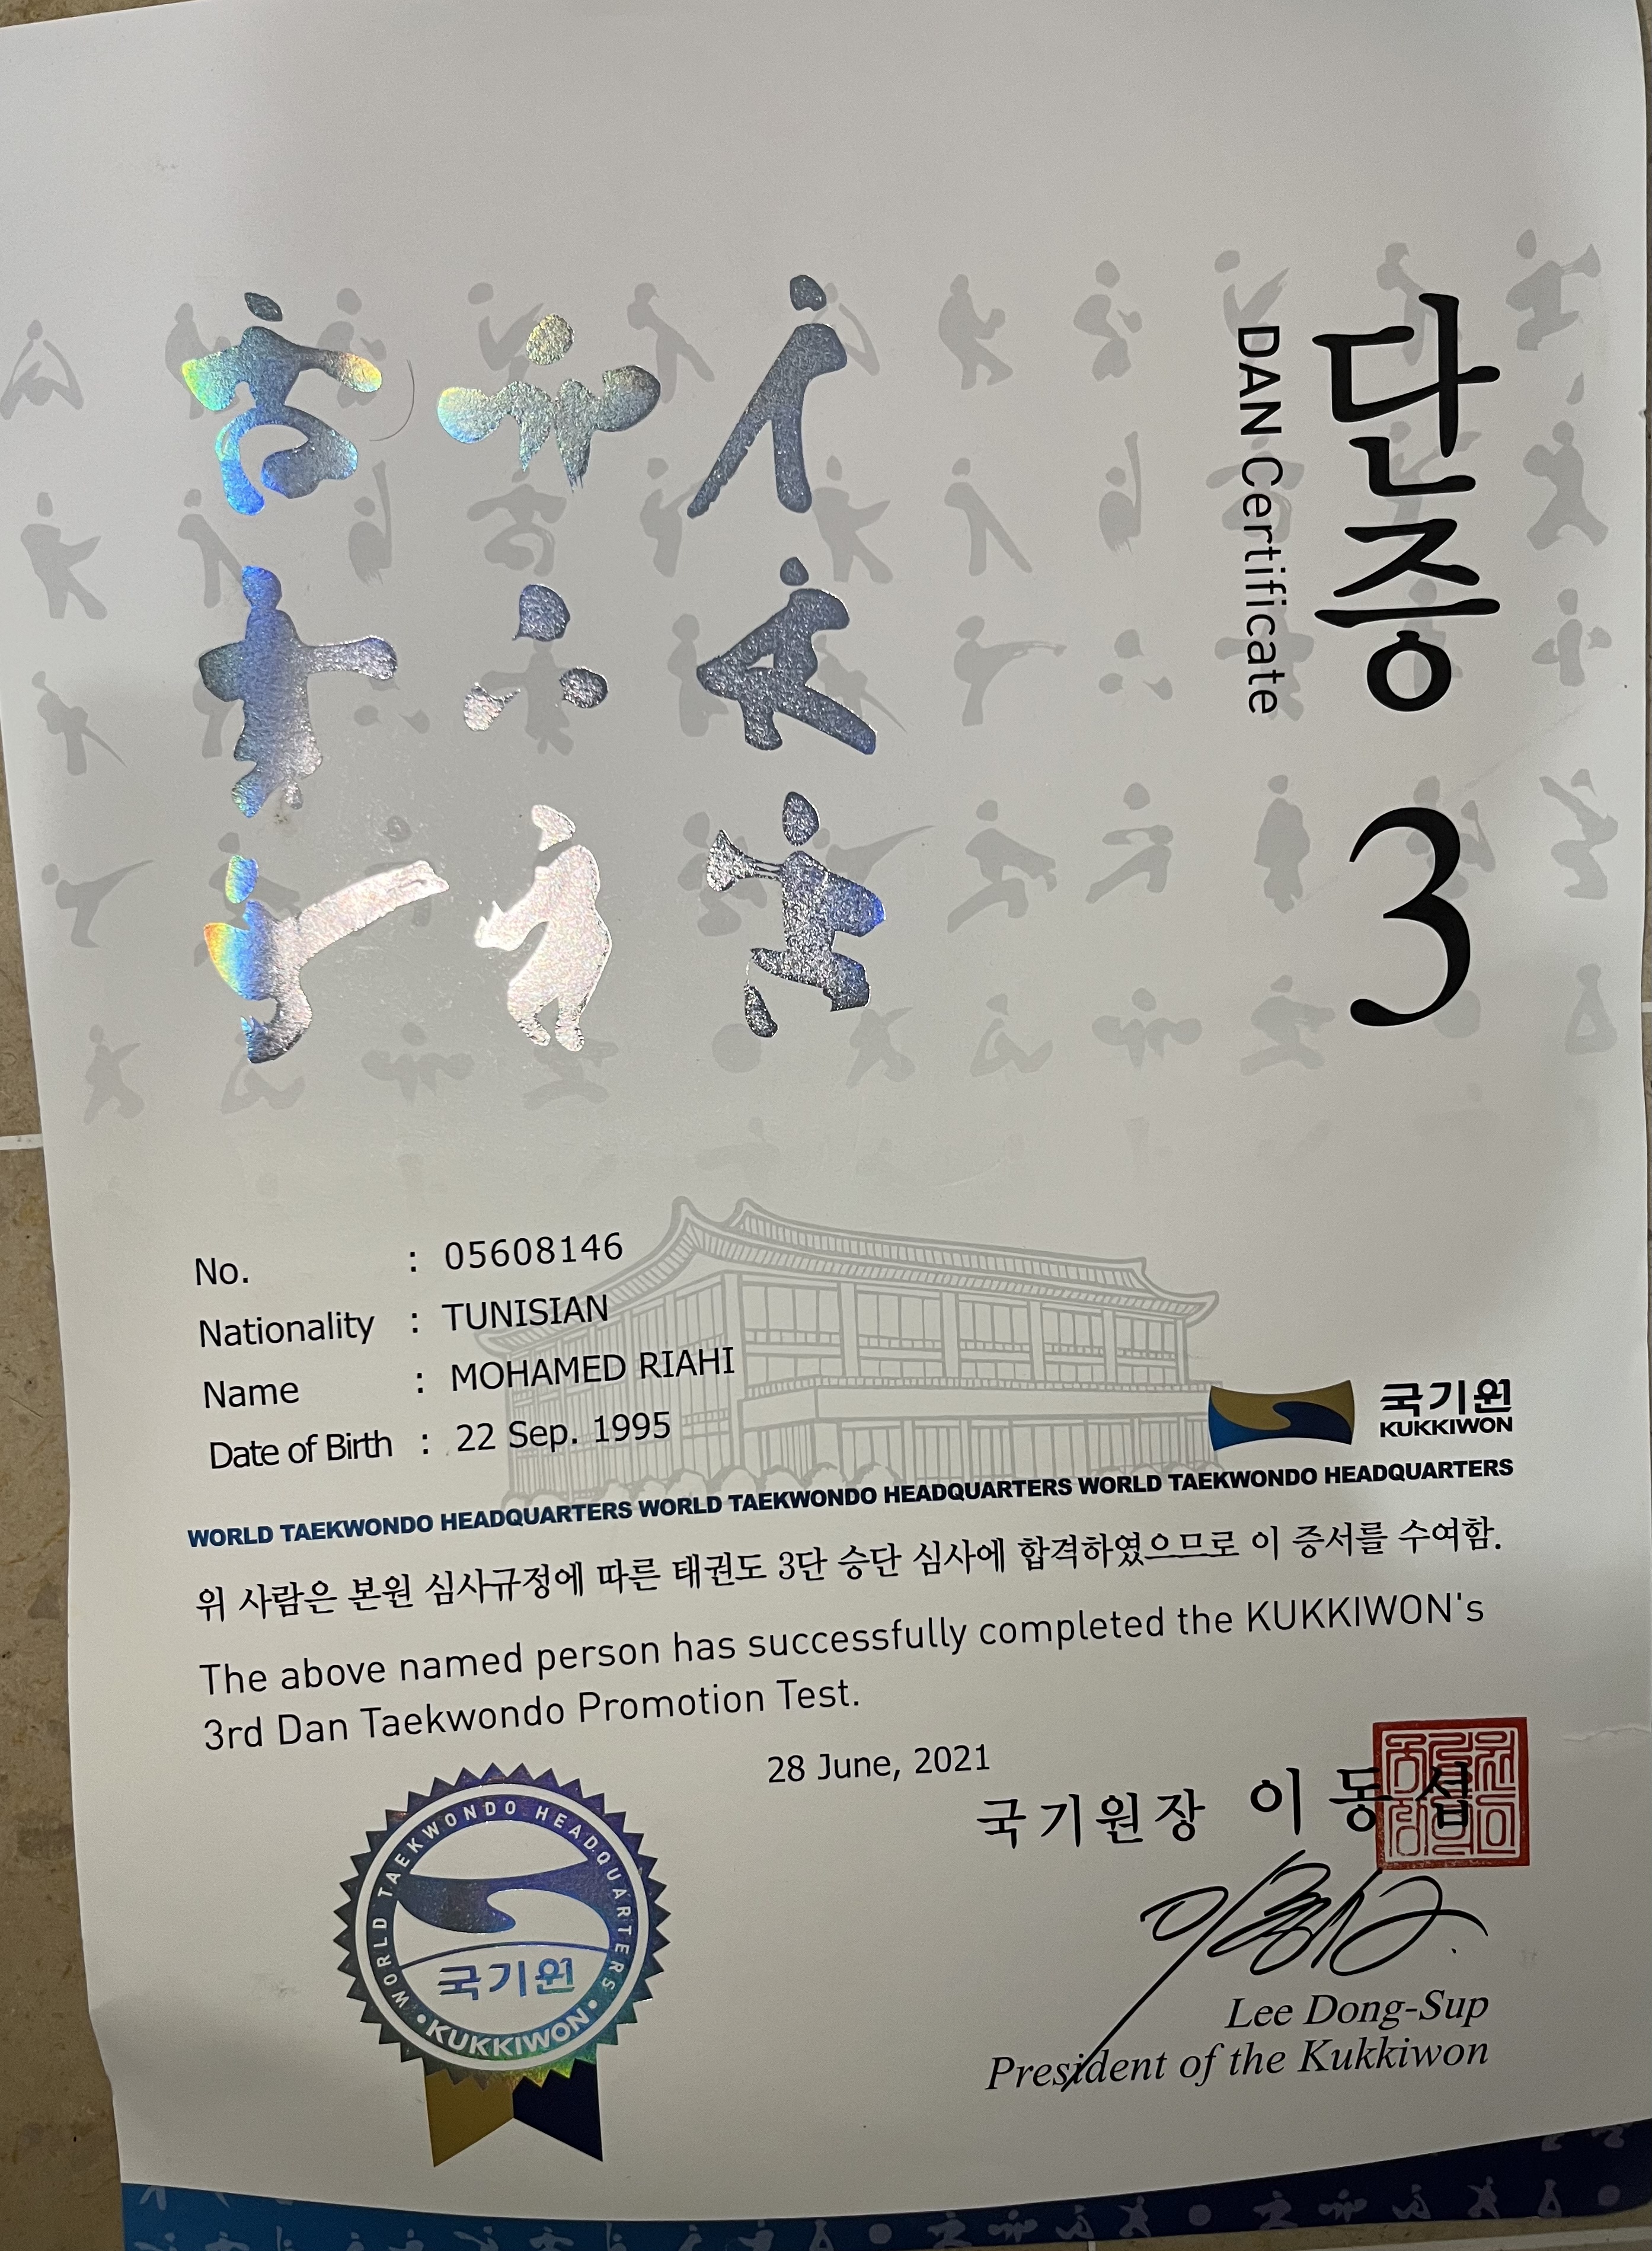 단증 3
DAN Certificate
No. : 05608146
Nationality : TUNISIAN
Name : MOHAMED RIAHI
Date of Birth : 22 Sep. 1995
국기원
KUKKIWON
WORLD TAEKWONDO HEADQUARTERS WORLD TAEKWONDO HEADQUARTERS WORLD TAEKWONDO HEADQUARTERS
위 사람은 본원 심사규정에 따른 태권도 3단 승단 심사에 합격하였으므로 이 증서를 수여함.
The above named person has successfully completed the KUKKIWON's
3rd Dan Taekwondo Promotion Test.
28 June, 2021
국기원장 이동섭
Lee Dong-Sup
President of the Kukkiwon
WORLD TAEKWONDO HEADQUARTERS
국기원
KUKKIWON